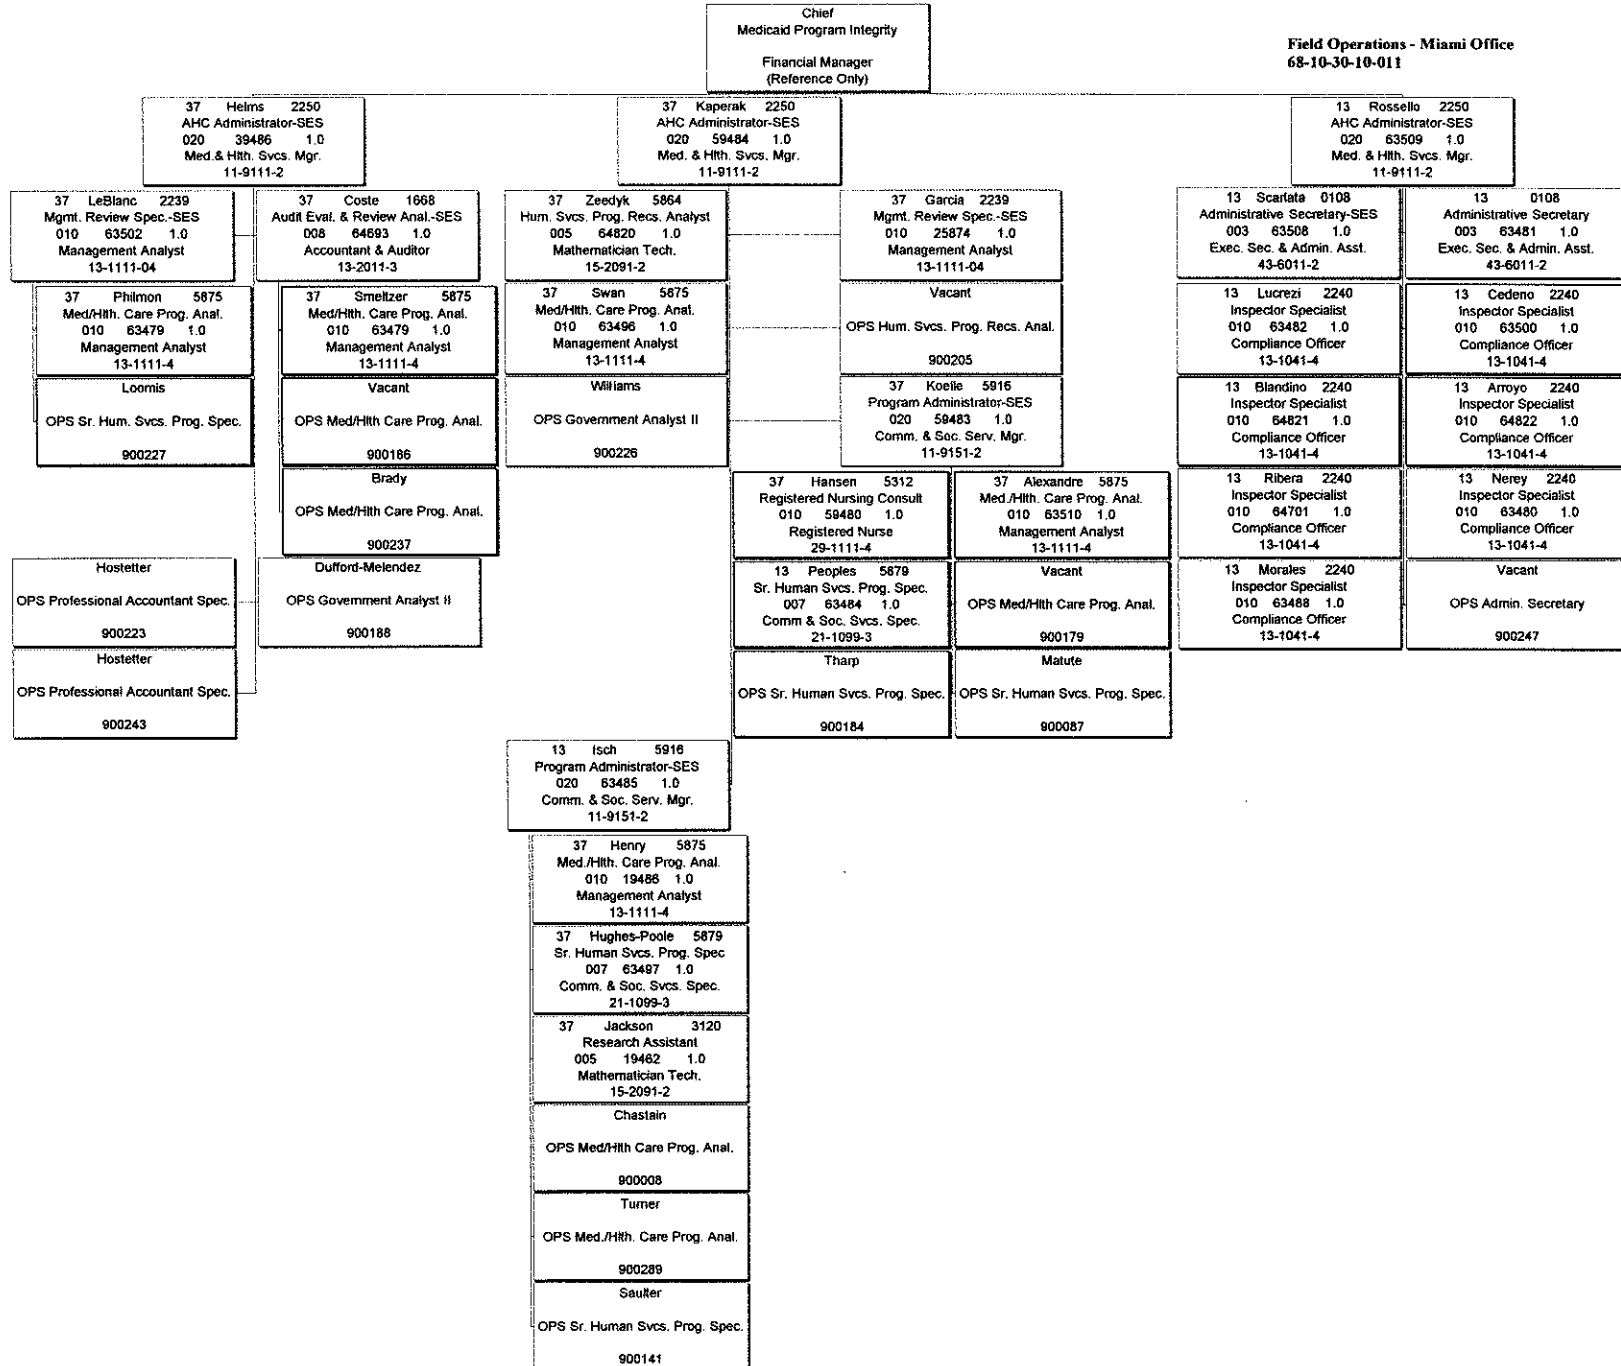 Chief
Medicaid Program Integrity
Financial Manager
(Reference Only)
Field Operations - Miami Office
68-10-30-10-011
37 Helms 2250
AHC Administrator-SES
020 39486 1.0
Med.& Hlth. Svcs. Mgr.
11-9111-2
37 Kaperak 2250
AHC Administrator-SES
020 59484 1.0
Med. & Hlth. Svcs. Mgr.
11-9111-2
13 Rossello 2250
AHC Administrator-SES
020 63509 1.0
Med. & Hlth. Svcs. Mgr.
11-9111-2
37 LeBlanc 2239
Mgmt. Review Spec.-SES
010 63502 1.0
Management Analyst
13-1111-04
37 Coste 1668
Audit Eval. & Review Anal.-SES
008 64693 1.0
Accountant & Auditor
13-2011-3
37 Zeedyk 5864
Hum. Svcs. Prog. Recs. Analyst
005 64820 1.0
Mathematician Tech.
15-2091-2
37 Garcia 2239
Mgmt. Review Spec.-SES
010 25874 1.0
Management Analyst
13-1111-04
13 Scarlata 0108
Administrative Secretary-SES
003 63508 1.0
Exec. Sec. & Admin. Asst.
43-6011-2
13 0108
Administrative Secretary
003 63481 1.0
Exec. Sec. & Admin. Asst.
43-6011-2
37 Philmon 5875
Med/Hlth. Care Prog. Anal.
010 63479 1.0
Management Analyst
13-1111-4
37 Smeltzer 5875
Med/Hlth. Care Prog. Anal.
010 63479 1.0
Management Analyst
13-1111-4
37 Swan 5875
Med/Hlth. Care Prog. Anal.
010 63496 1.0
Management Analyst
13-1111-4
Vacant
OPS Hum. Svcs. Prog. Recs. Anal.
900205
13 Lucrezi 2240
Inspector Specialist
010 63482 1.0
Compliance Officer
13-1041-4
13 Cedeno 2240
Inspector Specialist
010 63500 1.0
Compliance Officer
13-1041-4
Loomis
OPS Sr. Hum. Svcs. Prog. Spec.
900227
Vacant
OPS Med/Hlth Care Prog. Anal.
900186
Williams
OPS Government Analyst II
900226
37 Koelle 5916
Program Administrator-SES
020 59483 1.0
Comm. & Soc. Serv. Mgr.
11-9151-2
13 Blandino 2240
Inspector Specialist
010 64821 1.0
Compliance Officer
13-1041-4
13 Arroyo 2240
Inspector Specialist
010 64822 1.0
Compliance Officer
13-1041-4
Brady
OPS Med/Hlth Care Prog. Anal.
900237
37 Hansen 5312
Registered Nursing Consult
010 59480 1.0
Registered Nurse
29-1111-4
37 Alexandre 5875
Med./Hlth. Care Prog. Anal.
010 63510 1.0
Management Analyst
13-1111-4
13 Ribera 2240
Inspector Specialist
010 64701 1.0
Compliance Officer
13-1041-4
13 Nerey 2240
Inspector Specialist
010 63480 1.0
Compliance Officer
13-1041-4
Hostetter
OPS Professional Accountant Spec.
900223
Dufford-Melendez
OPS Government Analyst II
900188
13 Peoples 5879
Sr. Human Svcs. Prog. Spec.
007 63484 1.0
Comm & Soc. Svcs. Spec.
21-1099-3
Vacant
OPS Med/Hlth Care Prog. Anal.
900179
13 Morales 2240
Inspector Specialist
010 63488 1.0
Compliance Officer
13-1041-4
Vacant
OPS Admin. Secretary
900247
Hostetter
OPS Professional Accountant Spec.
900243
Tharp
OPS Sr. Human Svcs. Prog. Spec.
900184
Matute
OPS Sr. Human Svcs. Prog. Spec.
900087
13 Isch 5916
Program Administrator-SES
020 63485 1.0
Comm. & Soc. Serv. Mgr.
11-9151-2
37 Henry 5875
Med./Hlth. Care Prog. Anal.
010 19486 1.0
Management Analyst
13-1111-4
37 Hughes-Poole 5879
Sr. Human Svcs. Prog. Spec
007 63497 1.0
Comm. & Soc. Svcs. Spec.
21-1099-3
37 Jackson 3120
Research Assistant
005 19462 1.0
Mathematician Tech.
15-2091-2
Chastain
OPS Med/Hlth Care Prog. Anal.
900008
Turner
OPS Med./Hlth. Care Prog. Anal.
900289
Saulter
OPS Sr. Human Svcs. Prog. Spec.
900141